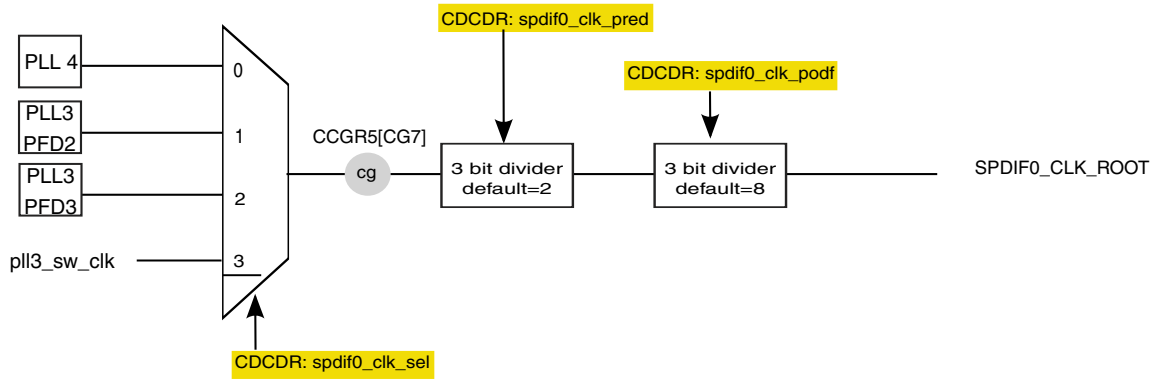 CDCDR: spdif0_clk_pred
PLL 4
0
CDCDR: spdif0_clk_podf
PLL3
PFD2
1
CCGR5[CG7]
PLL3
PFD3
2
cg
3 bit divider
default=2
3 bit divider
default=8
SPDIF0_CLK_ROOT
pll3_sw_clk
3
CDCDR: spdif0_clk_sel